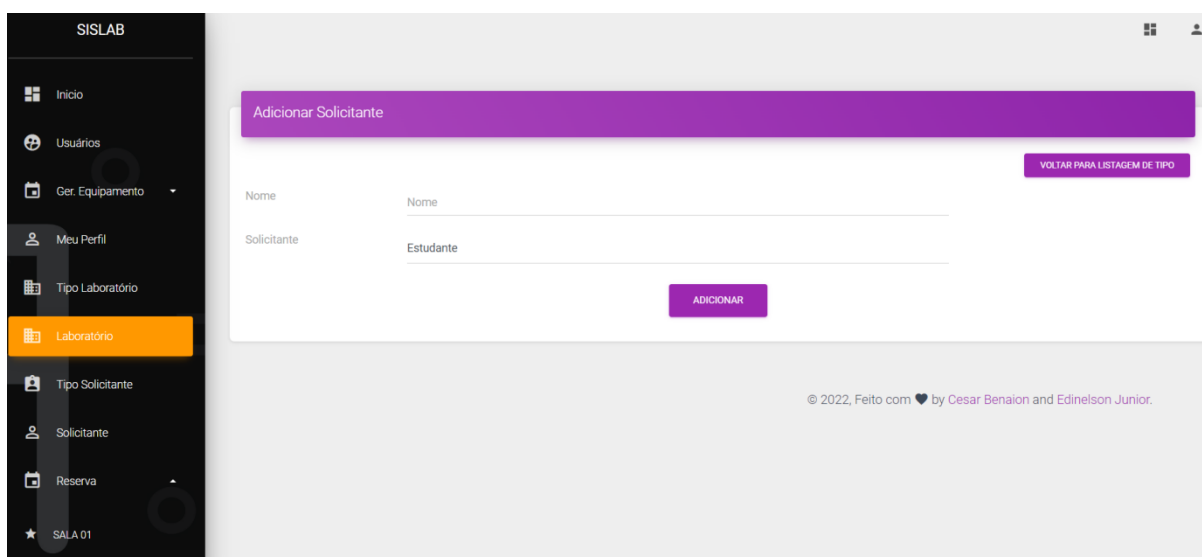 SISLAB
Inicio
Usuários
Ger. Equipamento
Meu Perfil
Tipo Laboratório
Laboratório
Tipo Solicitante
Solicitante
Reserva
SALA 01
Adicionar Solicitante
VOLTAR PARA LISTAGEM DE TIPO
Nome
Nome
Solicitante
Estudante
ADICIONAR
© 2022, Feito com 🖤 by Cesar Benaion and Edinelson Junior.